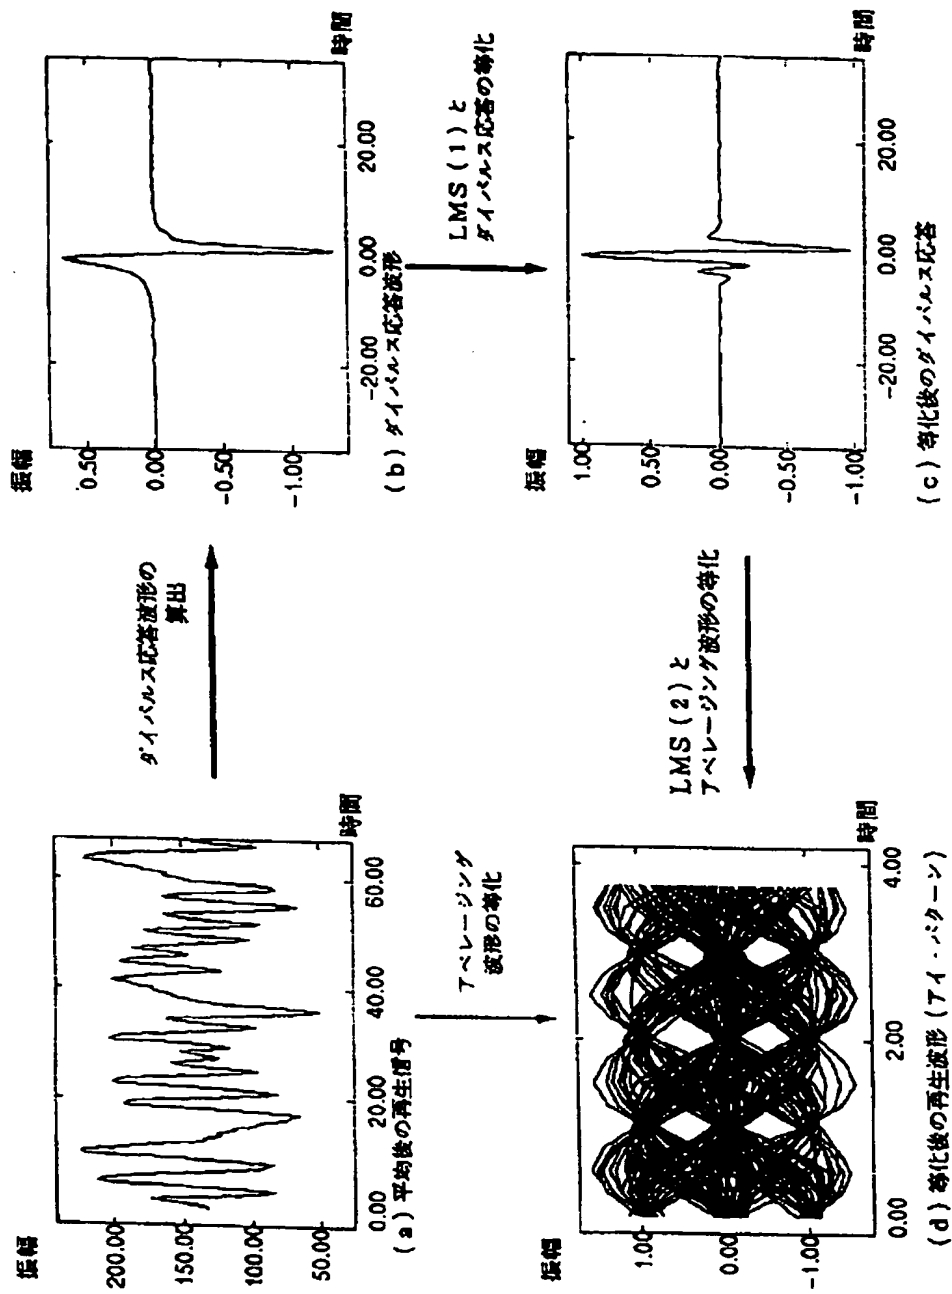 振幅
200.00
150.00
100.00
50.00
0.00
20.00
40.00
60.00
時間
(a) 平均後の再生信号
ダイパルス応答波形の
算出
振幅
0.50
0.00
-0.50
-1.00
-20.00
0.00
20.00
時間
(b) ダイパルス応答波形
アベレージング
波形の等化
LMS (1) と
ダイパルス応答の等化
振幅
1.00
0.00
-1.00
0.00
2.00
4.00
時間
(d) 等化後の再生波形 (アイ・パターン)
LMS (2) と
アベレージング波形の等化
振幅
1.00
0.50
0.00
-0.50
-1.00
-20.00
0.00
20.00
時間
(c) 等化後のダイパルス応答